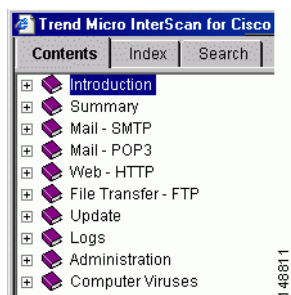 Trend Micro InterScan for Cisco
Contents Index Search
Introduction
Summary
Mail - SMTP
Mail - POP3
Web - HTTP
File Transfer - FTP
Update
Logs
Administration
Computer Viruses
148811